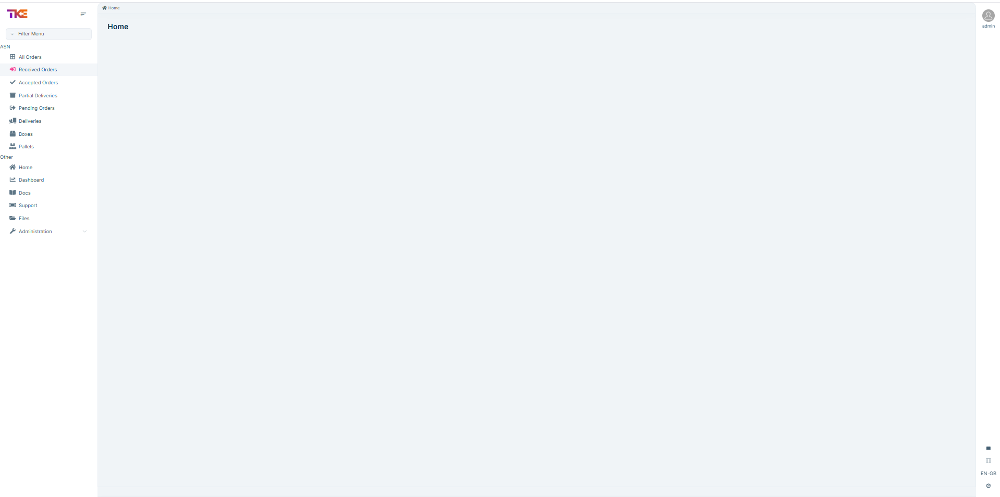 TKE
Filter Menu
ASN
All Orders
Received Orders
Accepted Orders
Partial Deliveries
Pending Orders
Deliveries
Boxes
Pallets
Other
Home
Dashboard
Docs
Support
Files
Administration
Home
Home
admin
EN-GB